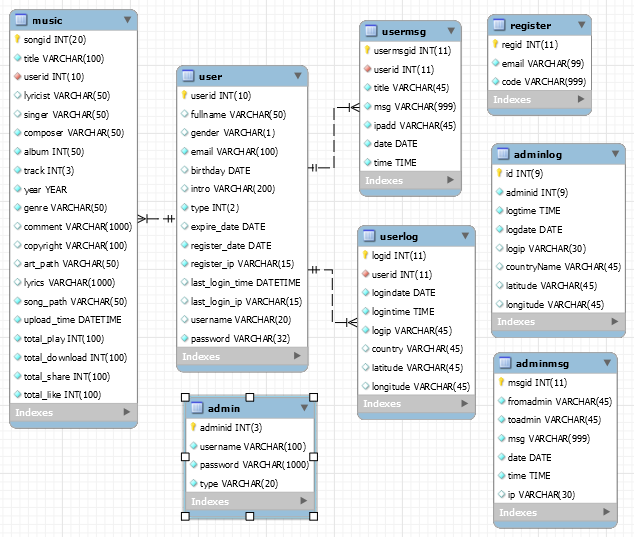 music
songid INT(20)
title VARCHAR(100)
userid INT(10)
lyricist VARCHAR(50)
singer VARCHAR(50)
composer VARCHAR(50)
album INT(50)
track INT(3)
year YEAR
genre VARCHAR(50)
comment VARCHAR(1000)
copyright VARCHAR(100)
art_path VARCHAR(50)
lyrics VARCHAR(1000)
song_path VARCHAR(50)
upload_time DATETIME
total_play INT(100)
total_download INT(100)
total_share INT(100)
total_like INT(100)
Indexes
user
userid INT(10)
fullname VARCHAR(50)
gender VARCHAR(1)
email VARCHAR(100)
birthday DATE
intro VARCHAR(200)
type INT(2)
expire_date DATE
register_date DATE
register_ip VARCHAR(15)
last_login_time DATETIME
last_login_ip VARCHAR(15)
username VARCHAR(20)
password VARCHAR(32)
Indexes
admin
adminid INT(3)
username VARCHAR(100)
password VARCHAR(1000)
type VARCHAR(20)
Indexes
usermsg
usermsgid INT(11)
userid INT(11)
title VARCHAR(45)
msg VARCHAR(999)
ipadd VARCHAR(45)
date DATE
time TIME
Indexes
userlog
logid INT(11)
userid INT(11)
logindate DATE
logintime TIME
logip VARCHAR(45)
country VARCHAR(45)
latitude VARCHAR(45)
longitude VARCHAR(45)
Indexes
register
regid INT(11)
email VARCHAR(99)
code VARCHAR(999)
Indexes
adminlog
id INT(9)
adminid INT(9)
logtime TIME
logdate DATE
logip VARCHAR(30)
countryName VARCHAR(45)
latitude VARCHAR(45)
longitude VARCHAR(45)
Indexes
adminmsg
msgid INT(11)
fromadmin VARCHAR(45)
toadmin VARCHAR(45)
msg VARCHAR(999)
date DATE
time TIME
ip VARCHAR(30)
Indexes